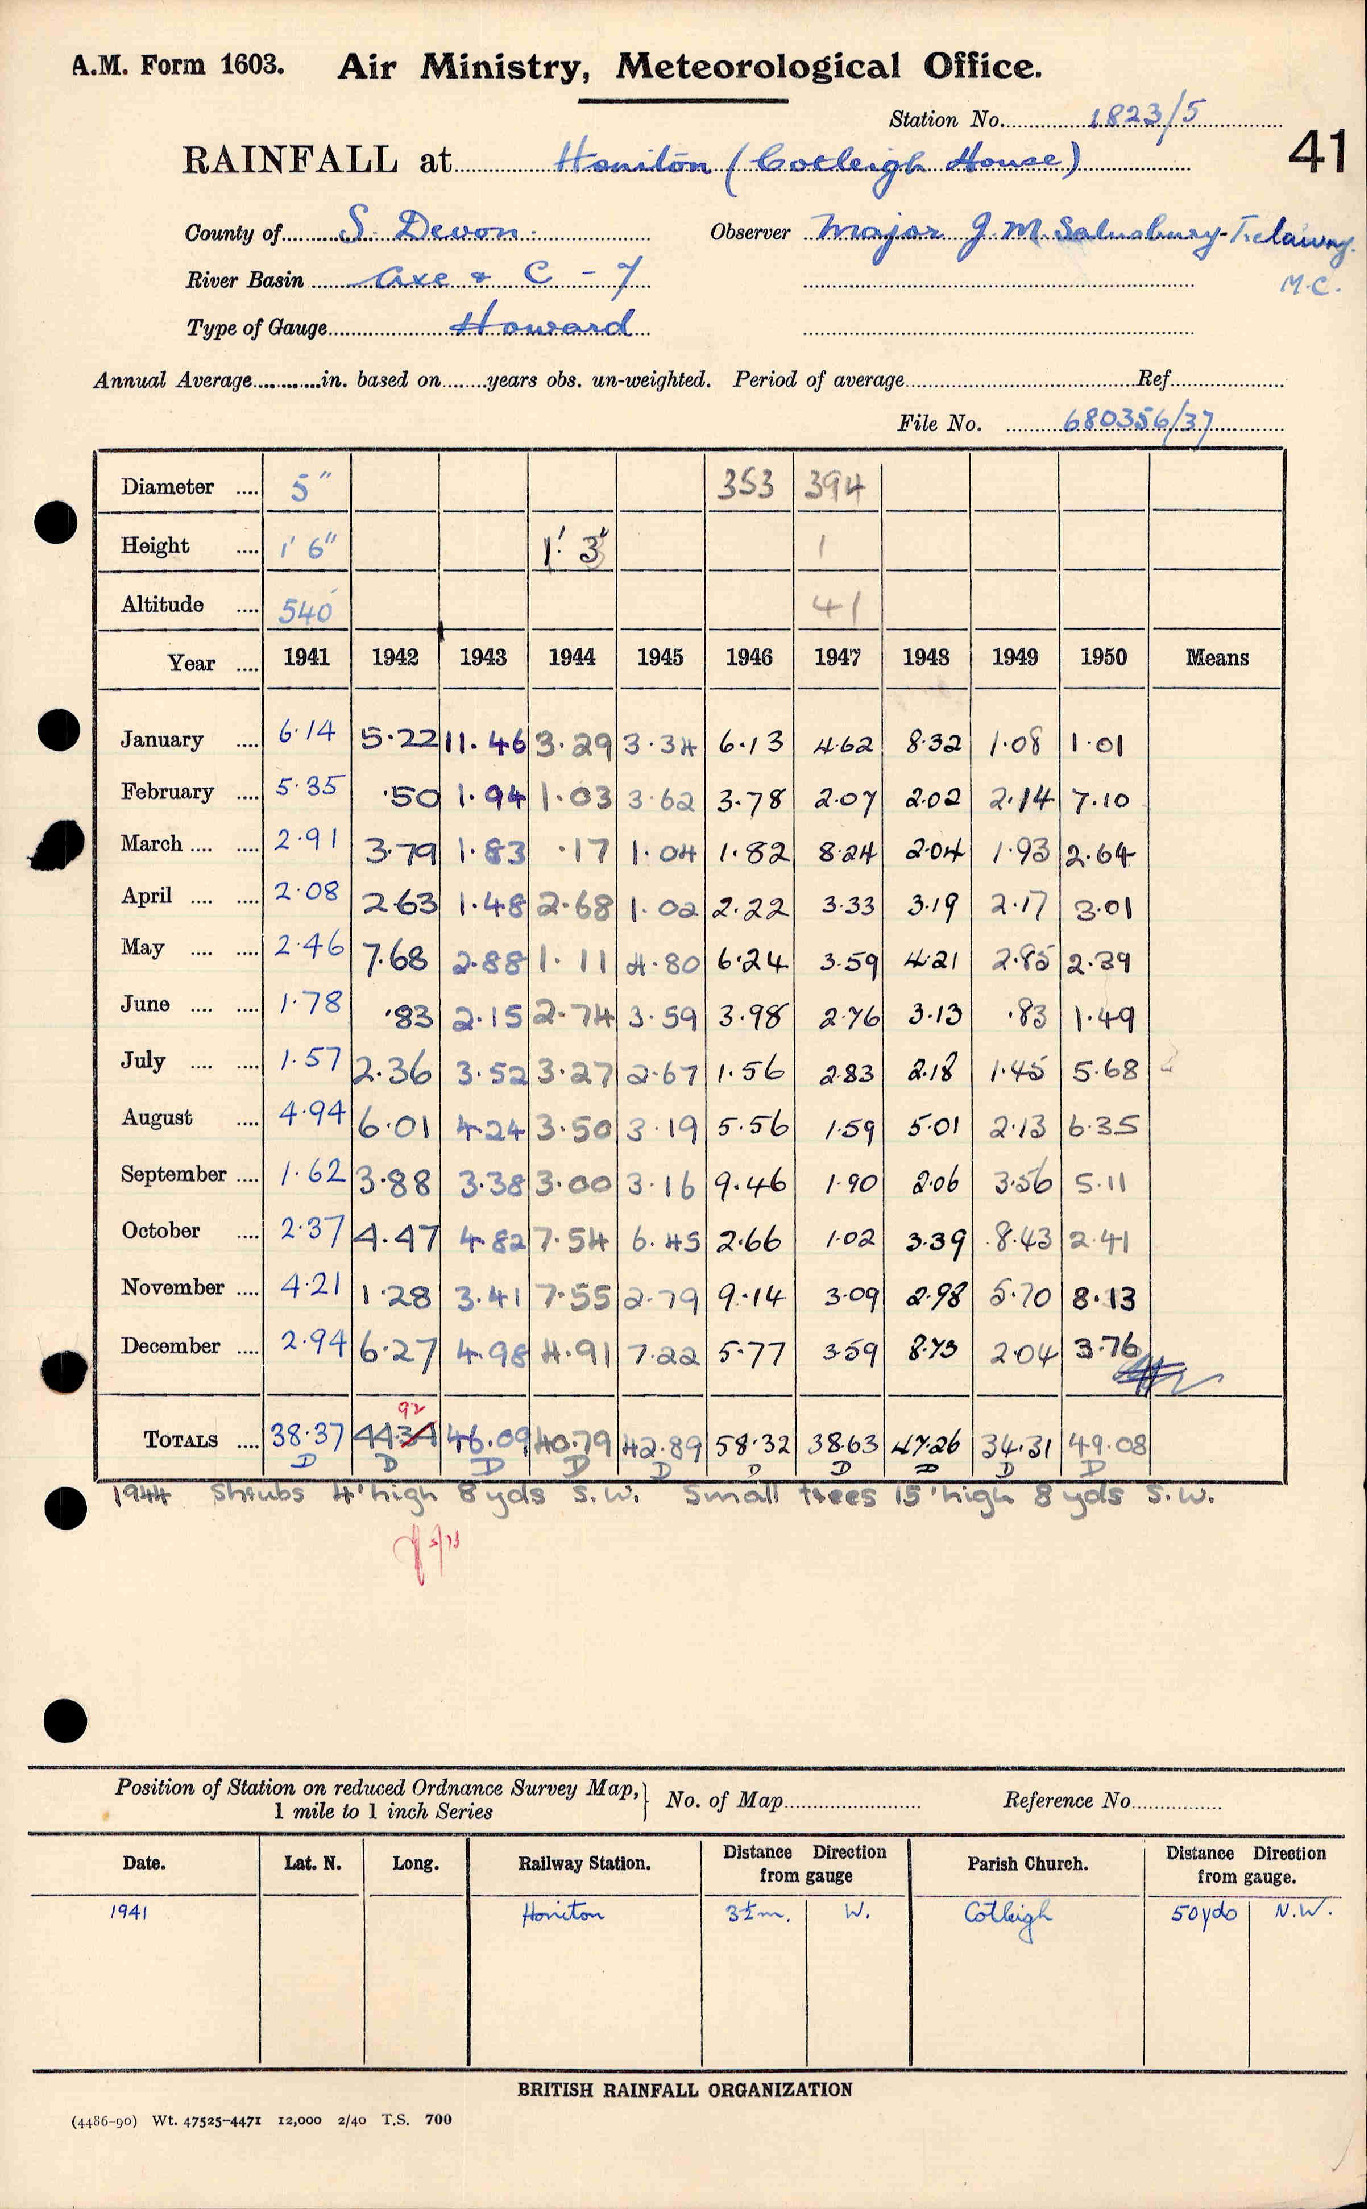 A.M. Form 1603. Air Ministry, Meteorological Office.
Station No. 1823/5
41
RAINFALL at Honiton (Cotleigh House)
County of S. Devon. Observer Major J. M. Salusbury-Trelawny. M.C.
River Basin Axe & C - 7
Type of Gauge Howard
Annual Average in. based on years obs. un-weighted. Period of average Ref.
File No. 680356/37
Diameter .... 5" 353 394
Height .... 1' 6" 1' 3" 1
Altitude .... 540' 41
Year .... 1941 1942 1943 1944 1945 1946 1947 1948 1949 1950 Means
January .... 6.14 5.22 11.46 3.29 3.34 6.13 4.62 8.32 1.08 1.01
February .... 5.35 .50 1.94 1.03 3.62 3.78 2.07 2.02 2.14 7.10
March .... .... 2.91 3.79 1.83 .17 1.04 1.82 8.24 2.04 1.93 2.64
April .... .... 2.08 2.63 1.48 2.68 1.02 2.22 3.33 3.19 2.17 3.01
May .... .... 2.46 7.68 2.88 1.11 4.80 6.24 3.59 4.21 2.85 2.39
June .... .... 1.78 .83 2.15 2.74 3.59 3.98 2.76 3.13 .83 1.49
July .... .... 1.57 2.36 3.52 3.27 2.67 1.56 2.83 2.18 1.45 5.68
August .... 4.94 6.01 4.24 3.50 3.19 5.56 1.59 5.01 2.13 6.35
September .... 1.62 3.88 3.38 3.00 3.16 9.46 1.90 2.06 3.56 5.11
October .... 2.37 4.47 4.82 7.54 6.45 2.66 1.02 3.39 8.43 2.41
November .... 4.21 1.28 3.41 7.55 2.79 9.14 3.09 2.98 5.70 8.13
December .... 2.94 6.27 4.98 4.91 7.22 5.77 3.59 8.73 2.04 3.76
92
TOTALS .... 38.37 44.34 46.09 40.79 42.89 58.32 38.63 47.26 34.31 49.08
D D D D D D D D D D
1944 Shrubs 4' high 8 yds S.W. Small trees 15' high 8 yds S.W.
Position of Station on reduced Ordnance Survey Map,
1 mile to 1 inch Series
No. of Map Reference No.
Date. Lat. N. Long. Railway Station. Distance Direction from gauge Parish Church. Distance Direction from gauge.
1941 Honiton 3½m. W. Cotleigh 50yds N.W.
BRITISH RAINFALL ORGANIZATION
(4486-90) Wt. 47525-4471 12,000 2/40 T.S. 700